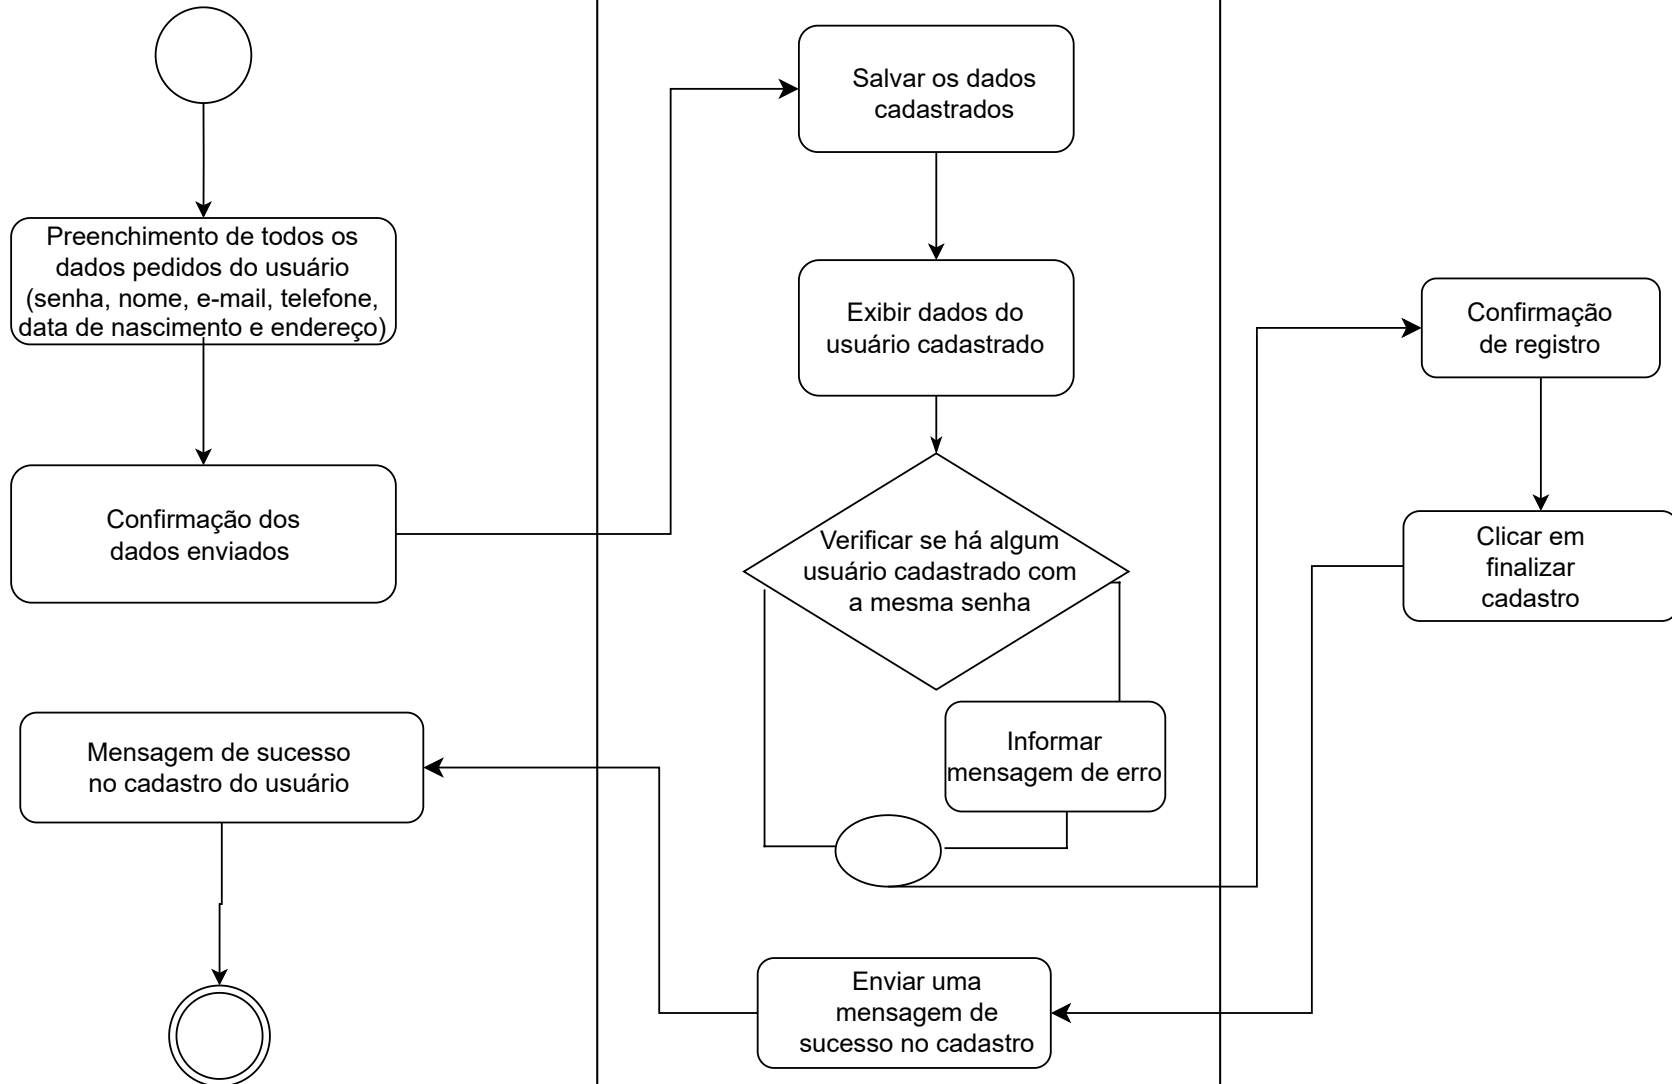 Preenchimento de todos os
dados pedidos do usuário
(senha, nome, e-mail, telefone,
data de nascimento e endereço)
Confirmação dos
dados enviados
Salvar os dados
cadastrados
Exibir dados do
usuário cadastrado
Verificar se há algum
usuário cadastrado com
a mesma senha
Informar
mensagem de erro
Confirmação
de registro
Clicar em
finalizar
cadastro
Enviar uma
mensagem de
sucesso no cadastro
Mensagem de sucesso
no cadastro do usuário